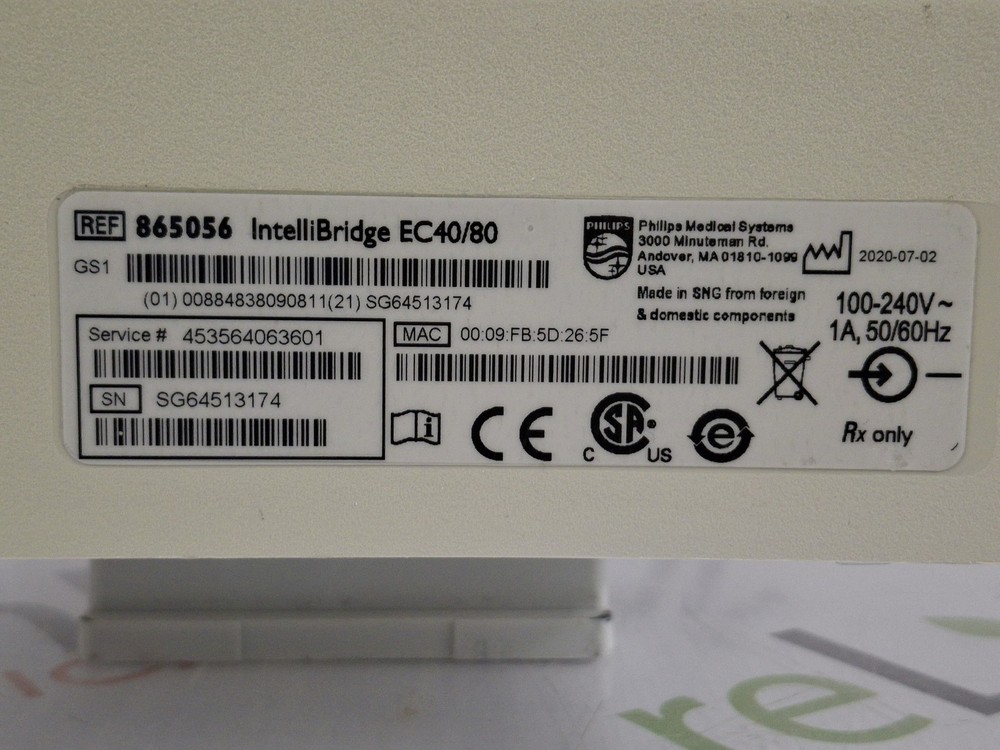 REF 865056 IntelliBridge EC40/80
GS1
(01) 00884838090811(21) SG64513174
Service # 453564063601
SN SG64513174
MAC 00:09:FB:5D:26:5F
PHILIPS
Philips Medical Systems
3000 Minuteman Rd.
Andover, MA 01810-1099
USA
2020-07-02
Made in SNG from foreign
& domestic components
100-240V~
1A, 50/60Hz
i
CE
C SA US
e
Rx only